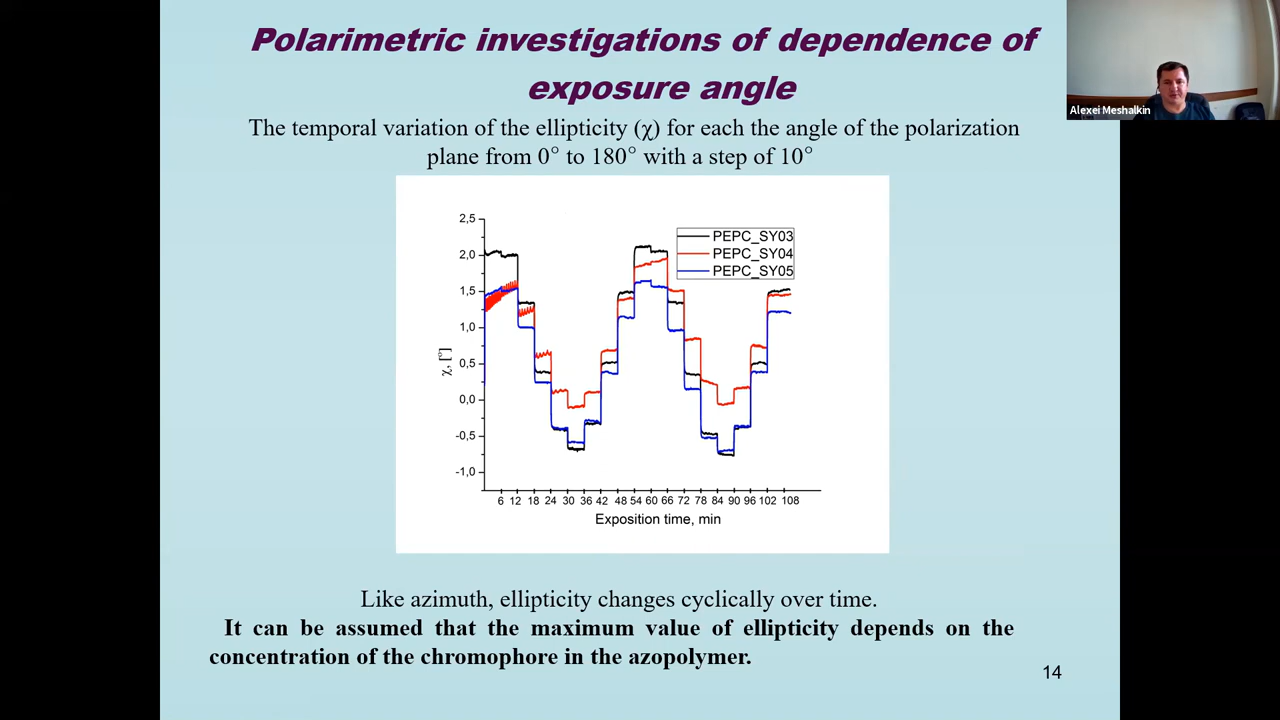 Polarimetric investigations of dependence of
exposure angle
Alexei Meshalkin
The temporal variation of the ellipticity (χ) for each the angle of the polarization
plane from 0° to 180° with a step of 10°
2,5
2,0
1,5
1,0
0,5
0,0
-0,5
-1,0
χ, [°]
PEPC_SY03
PEPC_SY04
PEPC_SY05
6 12 18 24 30 36 42 48 54 60 66 72 78 84 90 96 102 108
Exposition time, min
Like azimuth, ellipticity changes cyclically over time.
It can be assumed that the maximum value of ellipticity depends on the
concentration of the chromophore in the azopolymer.
14